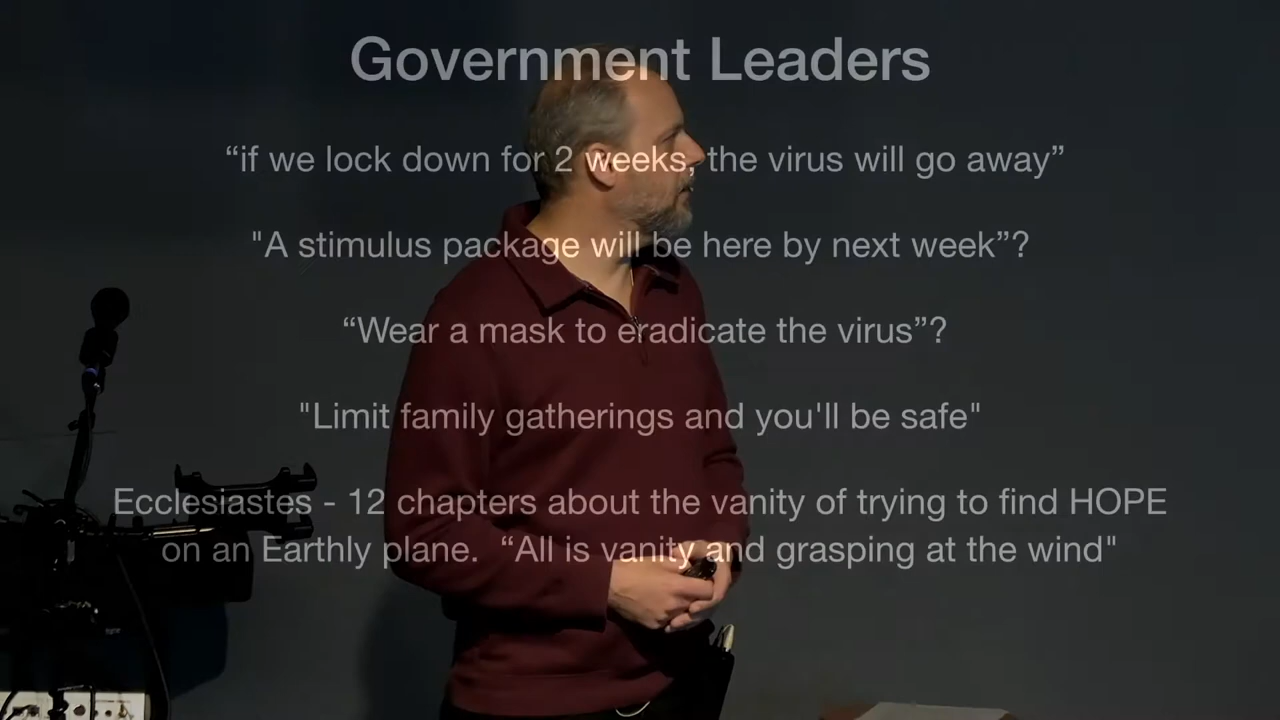 Government Leaders
“if we lock down for 2 weeks, the virus will go away”
"A stimulus package will be here by next week”?
“Wear a mask to eradicate the virus”?
"Limit family gatherings and you'll be safe"
Ecclesiastes - 12 chapters about the vanity of trying to find HOPE
on an Earthly plane.  “All is vanity and grasping at the wind"